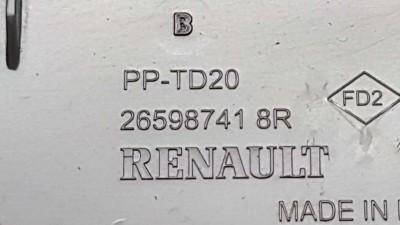 B
PP-TD20
FD2
26598741 8R
RENAULT
MADE IN